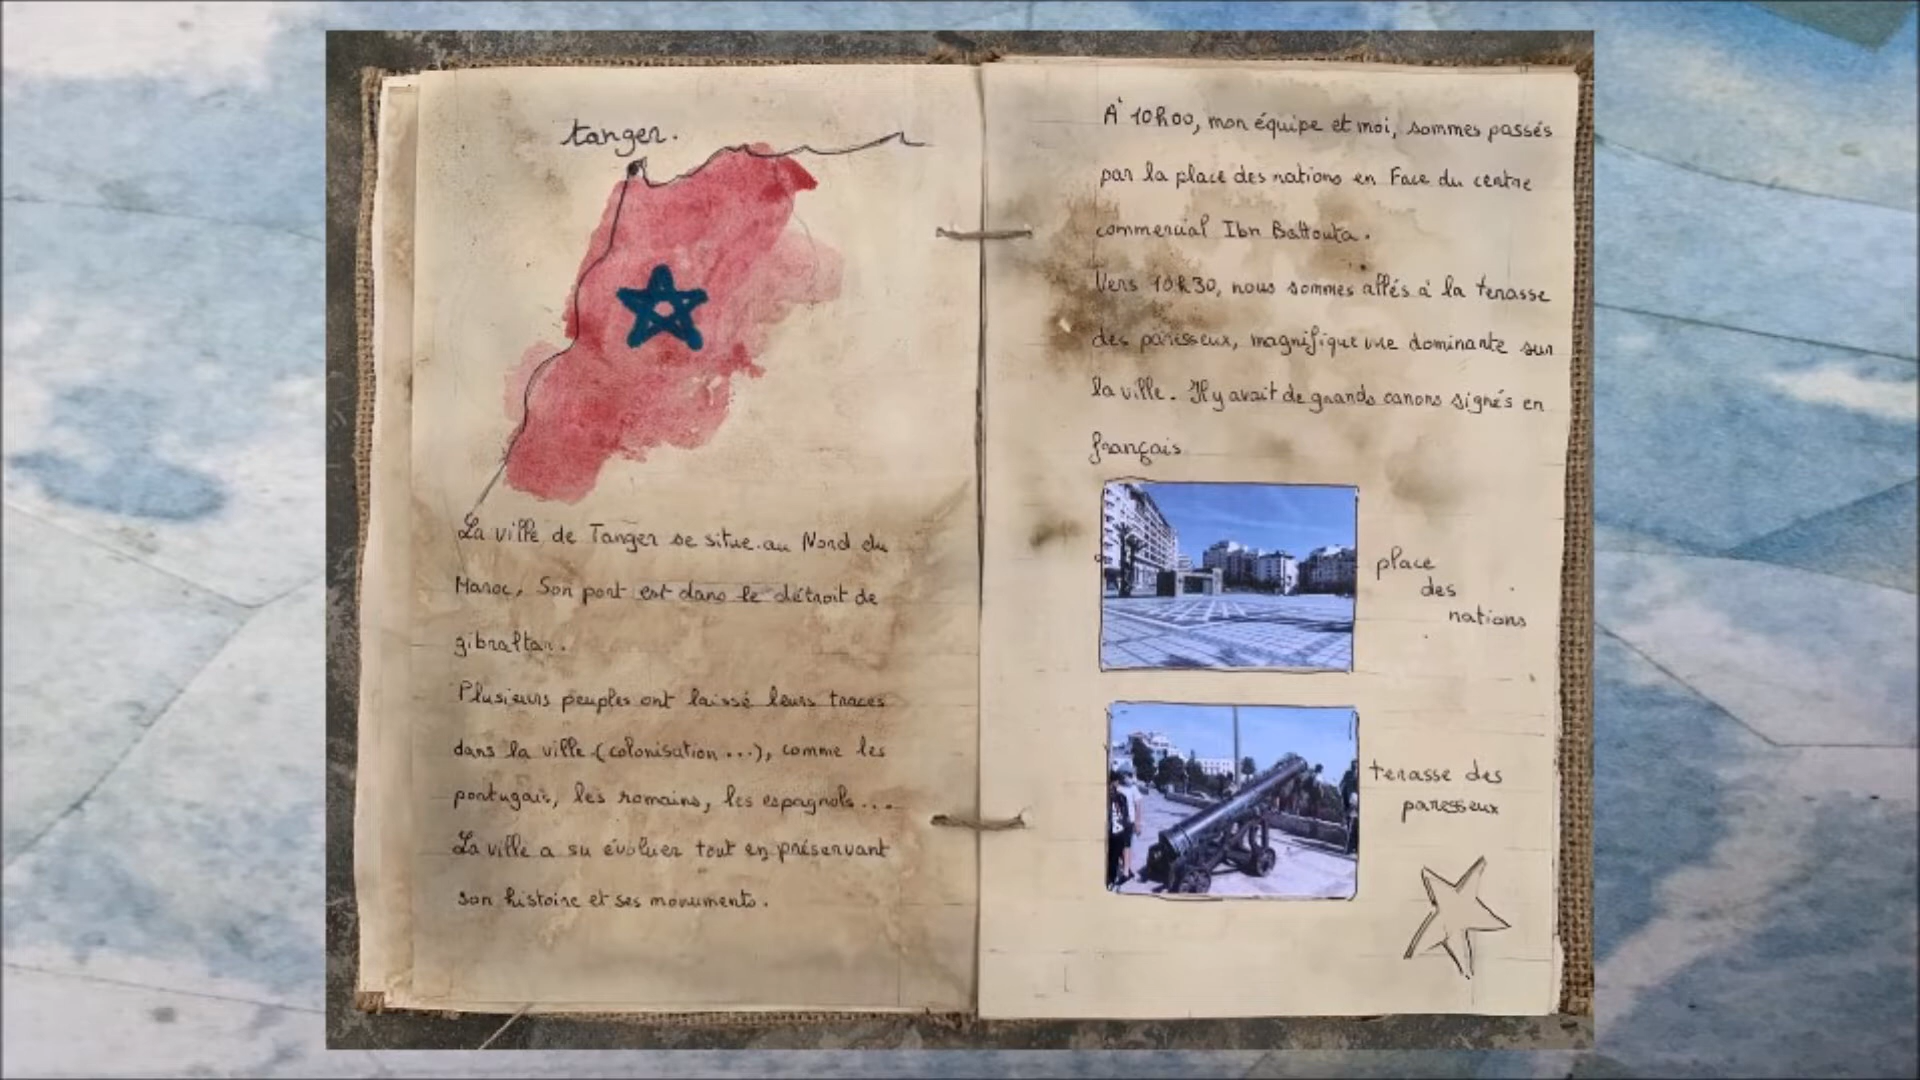 tanger.
La ville de Tanger se situe au Nord du
Maroc, Son port est dans le détroit de
gibraltar.
Plusieurs peuples ont laissé leurs traces
dans la ville (colonisation...), comme les
portugais, les romains, les espagnols...
La ville a su évoluer tout en préservant
son histoire et ses monuments.
À 10h00, mon équipe et moi, sommes passés
par la place des nations en Face du centre
commercial Ibn Battouta.
Vers 10h30, nous sommes allés à la terasse
des paresseux, magnifique vue dominante sur
la ville. Il y avait de grands canons signés en
français
place
des
nations
terasse des
paresseux